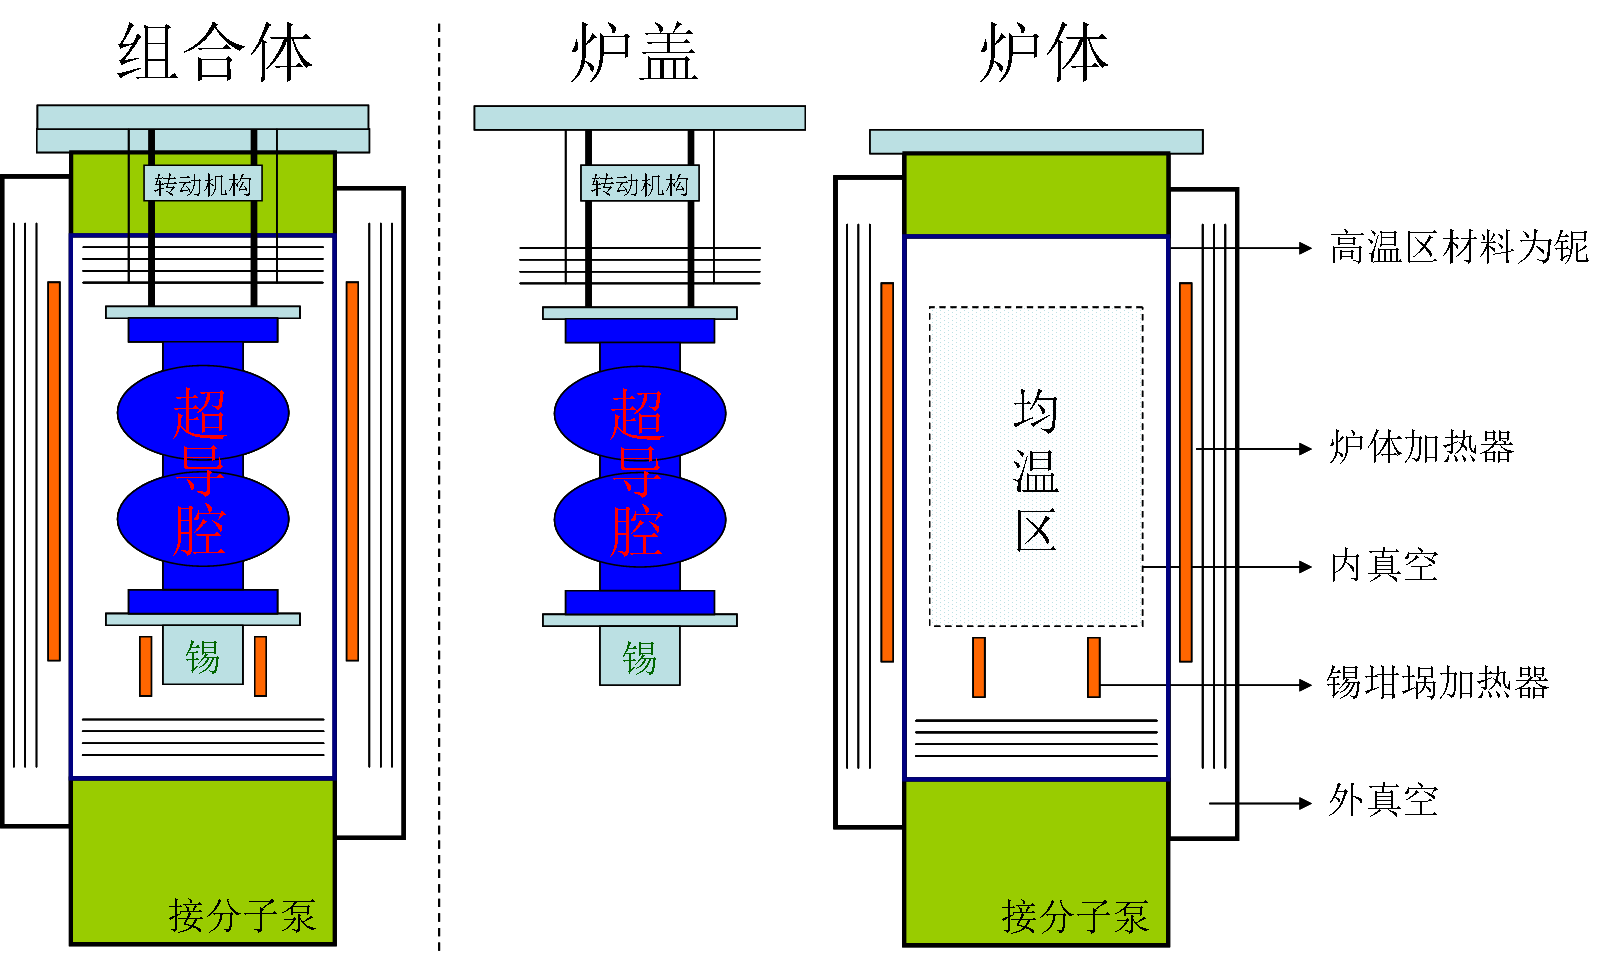 组合体
炉盖
炉体
转动机构
转动机构
高温区材料为铌
超导腔
超导腔
均温区
炉体加热器
内真空
锡
锡
锡坩埚加热器
外真空
接分子泵
接分子泵